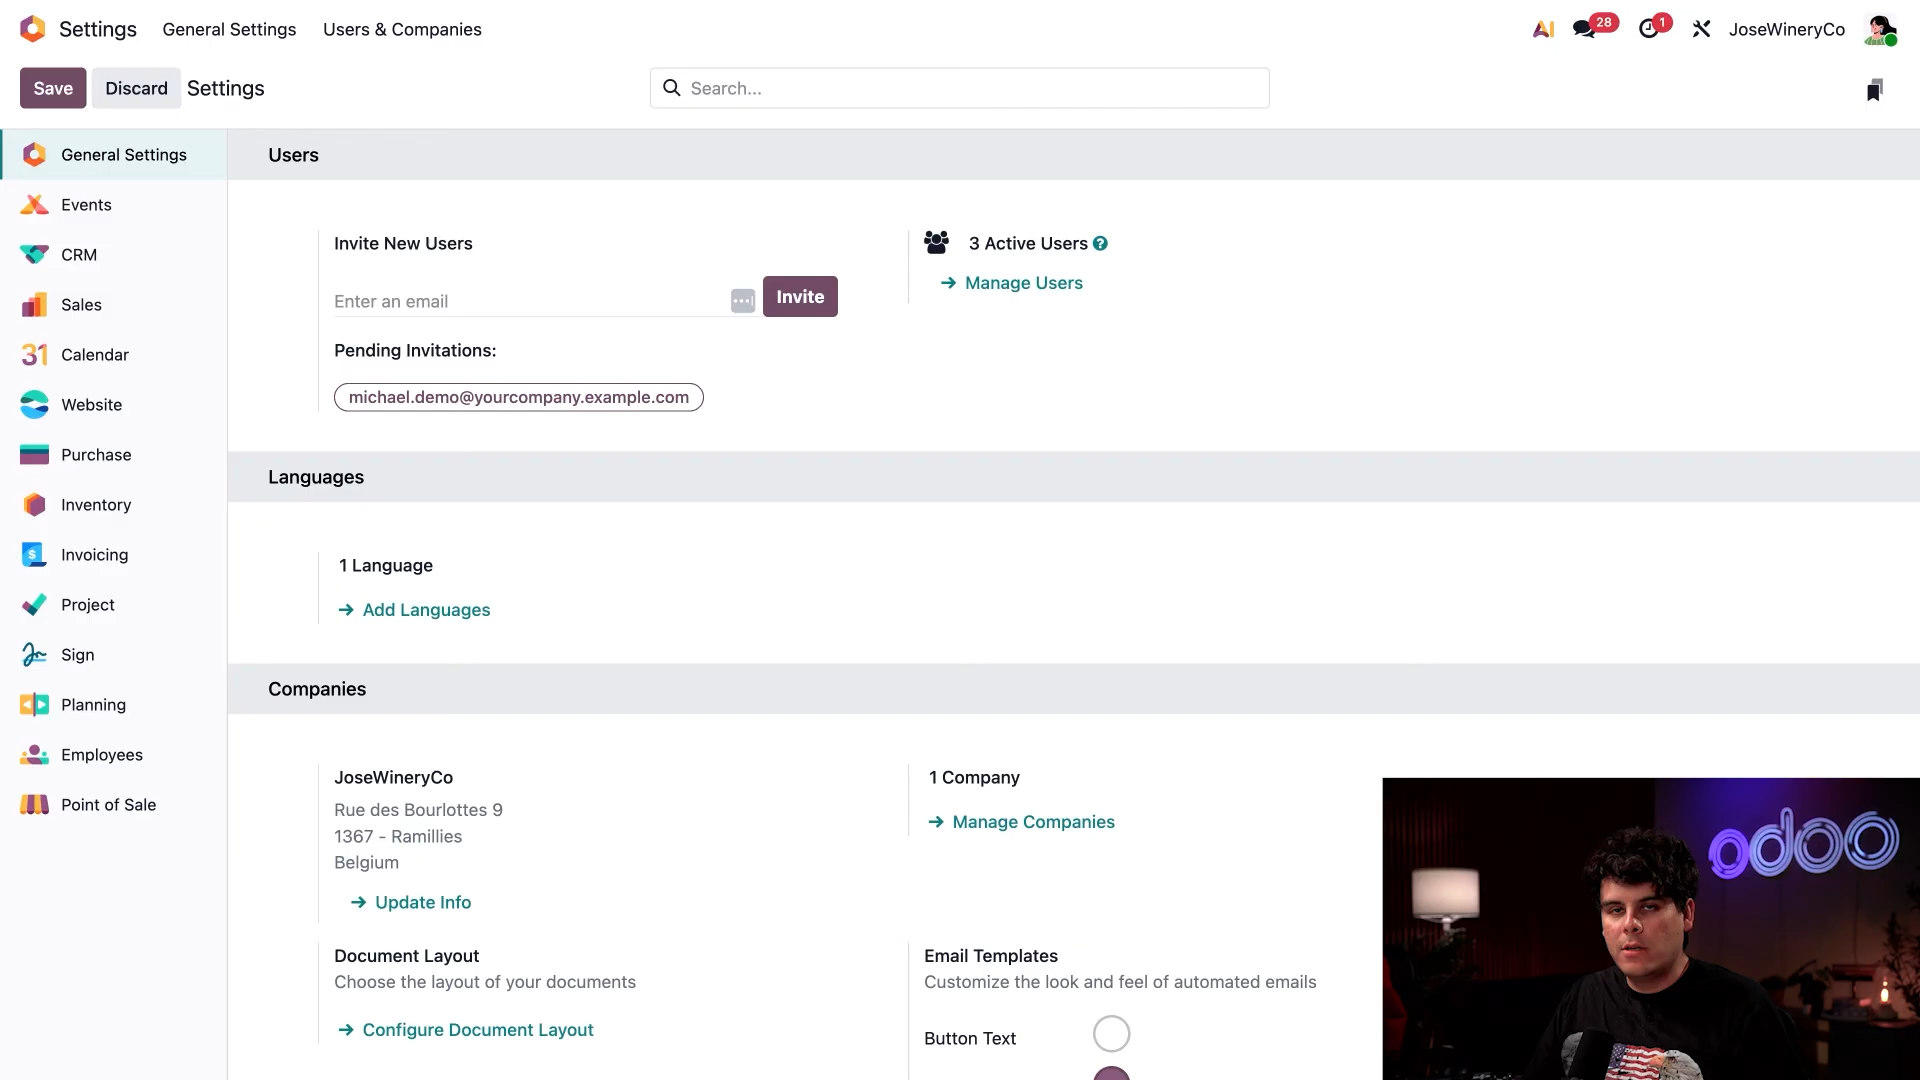 Settings General Settings Users & Companies 28 1 JoseWineryCo
Save Discard Settings Search...
General Settings
Events
CRM
Sales
31 Calendar
Website
Purchase
Inventory
$ Invoicing
Project
Sign
Planning
Employees
Point of Sale
Users
Invite New Users
Enter an email Invite
Pending Invitations:
michael.demo@yourcompany.example.com
3 Active Users ?
Manage Users
Languages
1 Language
Add Languages
Companies
JoseWineryCo
Rue des Bourlottes 9
1367 - Ramillies
Belgium
Update Info
1 Company
Manage Companies
Document Layout
Choose the layout of your documents
Configure Document Layout
Email Templates
Customize the look and feel of automated emails
Button Text
odoo